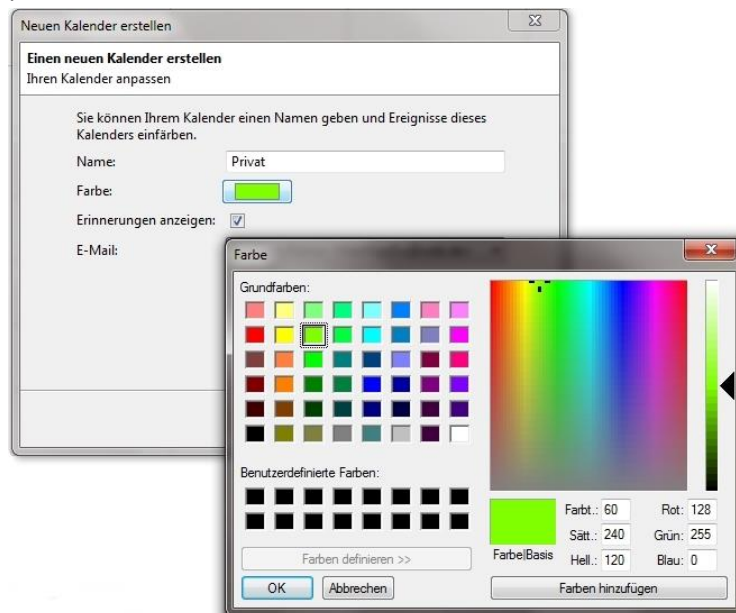 Neuen Kalender erstellen
Einen neuen Kalender erstellen
Ihren Kalender anpassen
Sie können Ihrem Kalender einen Namen geben und Ereignisse dieses
Kalenders einfärben.
Name: Privat
Farbe:
Erinnerungen anzeigen:
E-Mail:
Farbe
Grundfarben:
Benutzerdefinierte Farben:
Farben definieren >>
OK Abbrechen
Farbe|Basis
Farbt.: 60 Rot: 128
Sätt.: 240 Grün: 255
Hell.: 120 Blau: 0
Farben hinzufügen